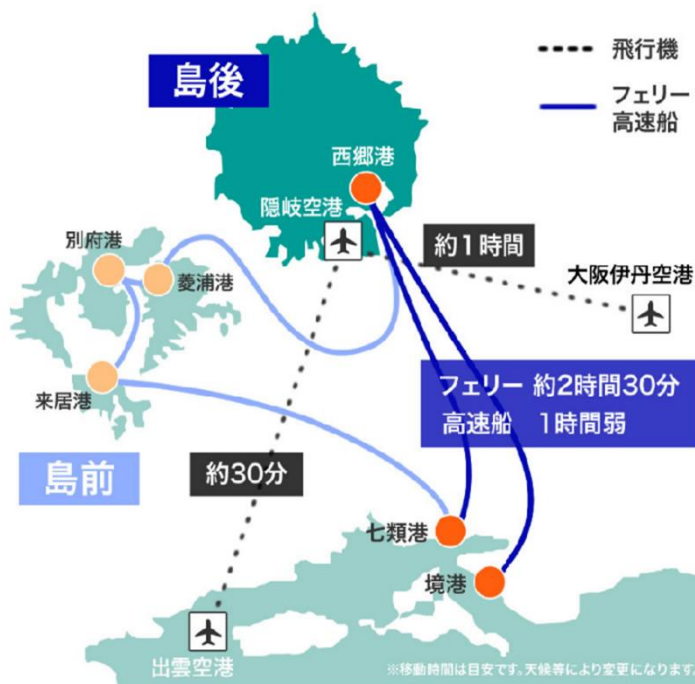 飛行機
フェリー
高速船
島後
西郷港
隠岐空港
別府港
菱浦港
約1時間
大阪伊丹空港
来居港
フェリー 約2時間30分
高速船 1時間弱
島前
約30分
七類港
境港
出雲空港
※移動時間は目安です。天候等により変更になります。